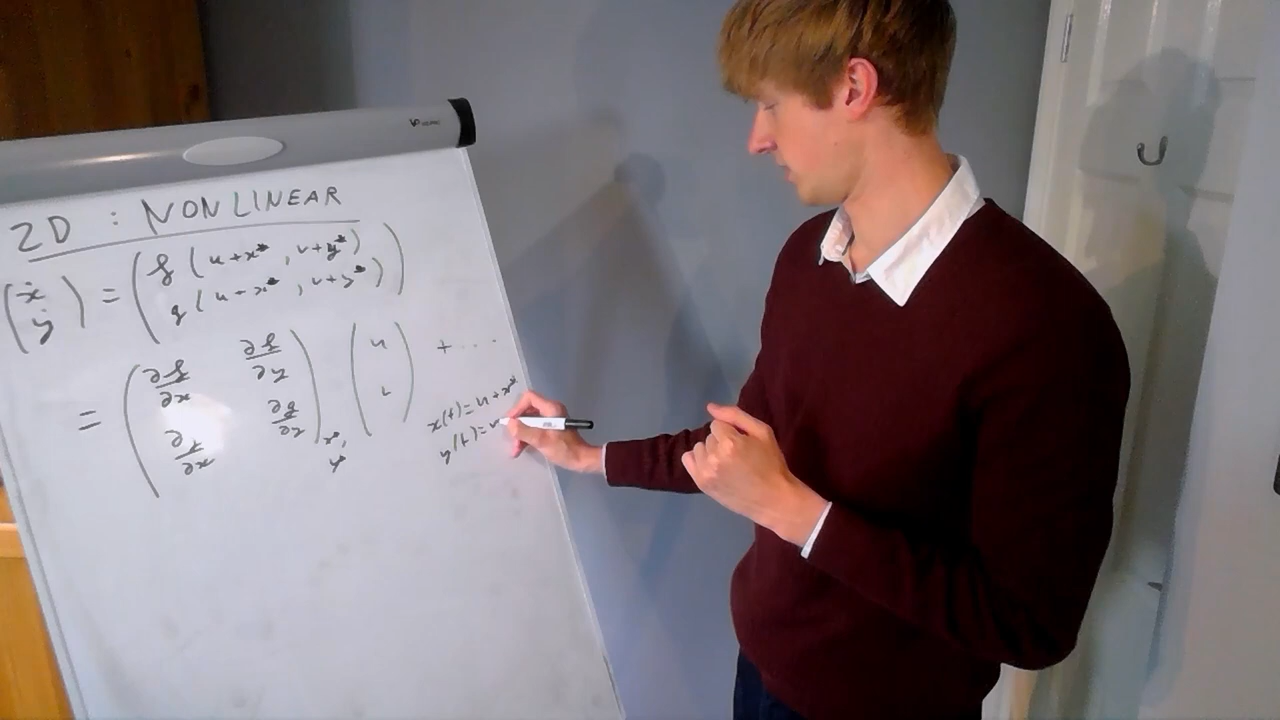 2D : NONLINEAR
(ẋ ẏ) = ( f ( u + x* , v + y* )
g ( u + x* , v + y* ) )
= ( ∂f/∂x ∂f/∂y ) ( u ) + ...
( ∂g/∂x ∂g/∂y ) x*, y* ( v )
x(t) = u + x*
y(t) = v